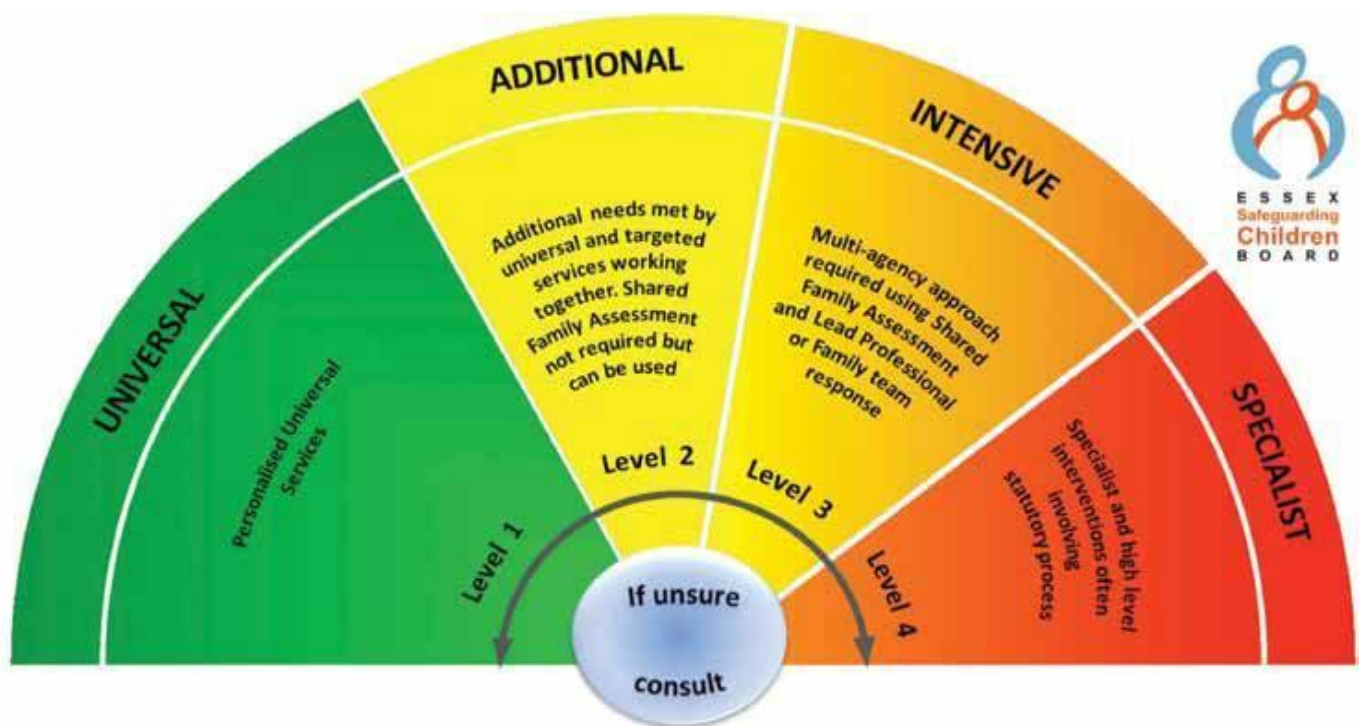 UNIVERSAL
Personalised Universal
Services
Level 1
ADDITIONAL
Additional needs met by
universal and targeted
services working
together. Shared
Family Assessment
not required but
can be used
Level 2
INTENSIVE
Multi-agency approach
required using Shared
Family Assessment
and Lead Professional
or Family team
response
Level 3
SPECIALIST
Specialist and high level
interventions often
involving
statutory process
Level 4
If unsure
consult
ESSEX
Safeguarding
Children
BOARD